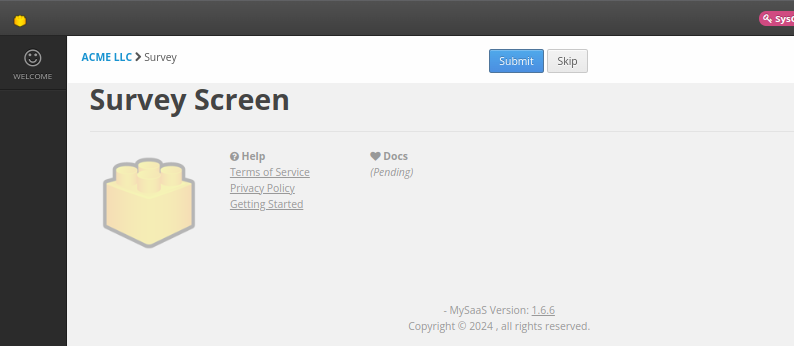 SysC
WELCOME
ACME LLC > Survey
Submit
Skip
Survey Screen
Help
Terms of Service
Privacy Policy
Getting Started
Docs
(Pending)
- MySaaS Version: 1.6.6
Copyright © 2024 , all rights reserved.